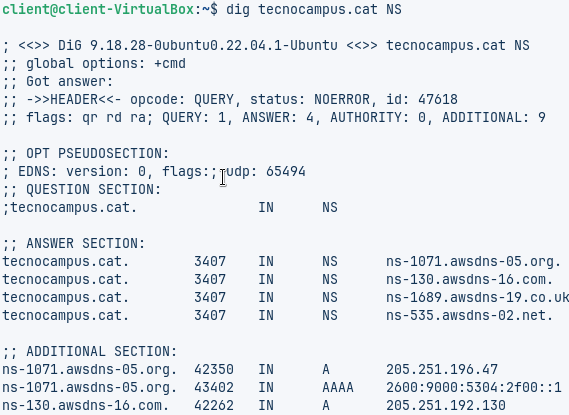 client@client-VirtualBox:~$ dig tecnocampus.cat NS
; <<>> DiG 9.18.28-0ubuntu0.22.04.1-Ubuntu <<>> tecnocampus.cat NS
;; global options: +cmd
;; Got answer:
;; ->>HEADER<<- opcode: QUERY, status: NOERROR, id: 47618
;; flags: qr rd ra; QUERY: 1, ANSWER: 4, AUTHORITY: 0, ADDITIONAL: 9
;; OPT PSEUDOSECTION:
; EDNS: version: 0, flags:; udp: 65494
;; QUESTION SECTION:
;tecnocampus.cat. IN NS
;; ANSWER SECTION:
tecnocampus.cat. 3407 IN NS ns-1071.awsdns-05.org.
tecnocampus.cat. 3407 IN NS ns-130.awsdns-16.com.
tecnocampus.cat. 3407 IN NS ns-1689.awsdns-19.co.uk
tecnocampus.cat. 3407 IN NS ns-535.awsdns-02.net.
;; ADDITIONAL SECTION:
ns-1071.awsdns-05.org. 42350 IN A 205.251.196.47
ns-1071.awsdns-05.org. 43402 IN AAAA 2600:9000:5304:2f00::1
ns-130.awsdns-16.com. 42262 IN A 205.251.192.130